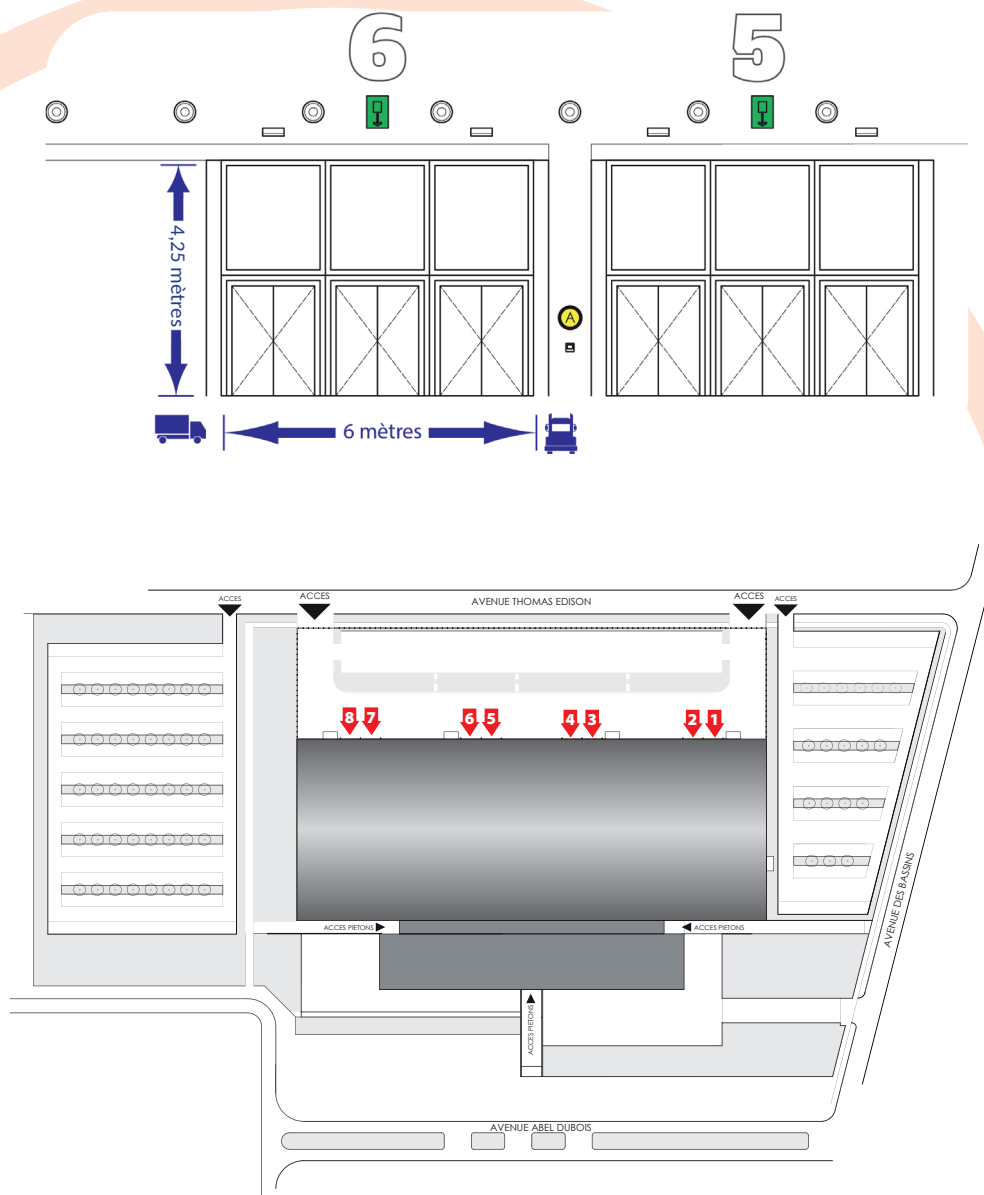 6 5
4,25 mètres
A
6 mètres
ACCES
ACCES
AVENUE THOMAS EDISON
ACCES
ACCES
8 7 6 5 4 3 2 1
AVENUE DES BASSINS
ACCES PIETONS
ACCES PIETONS
ACCES PIETONS
AVENUE ABEL DUBOIS